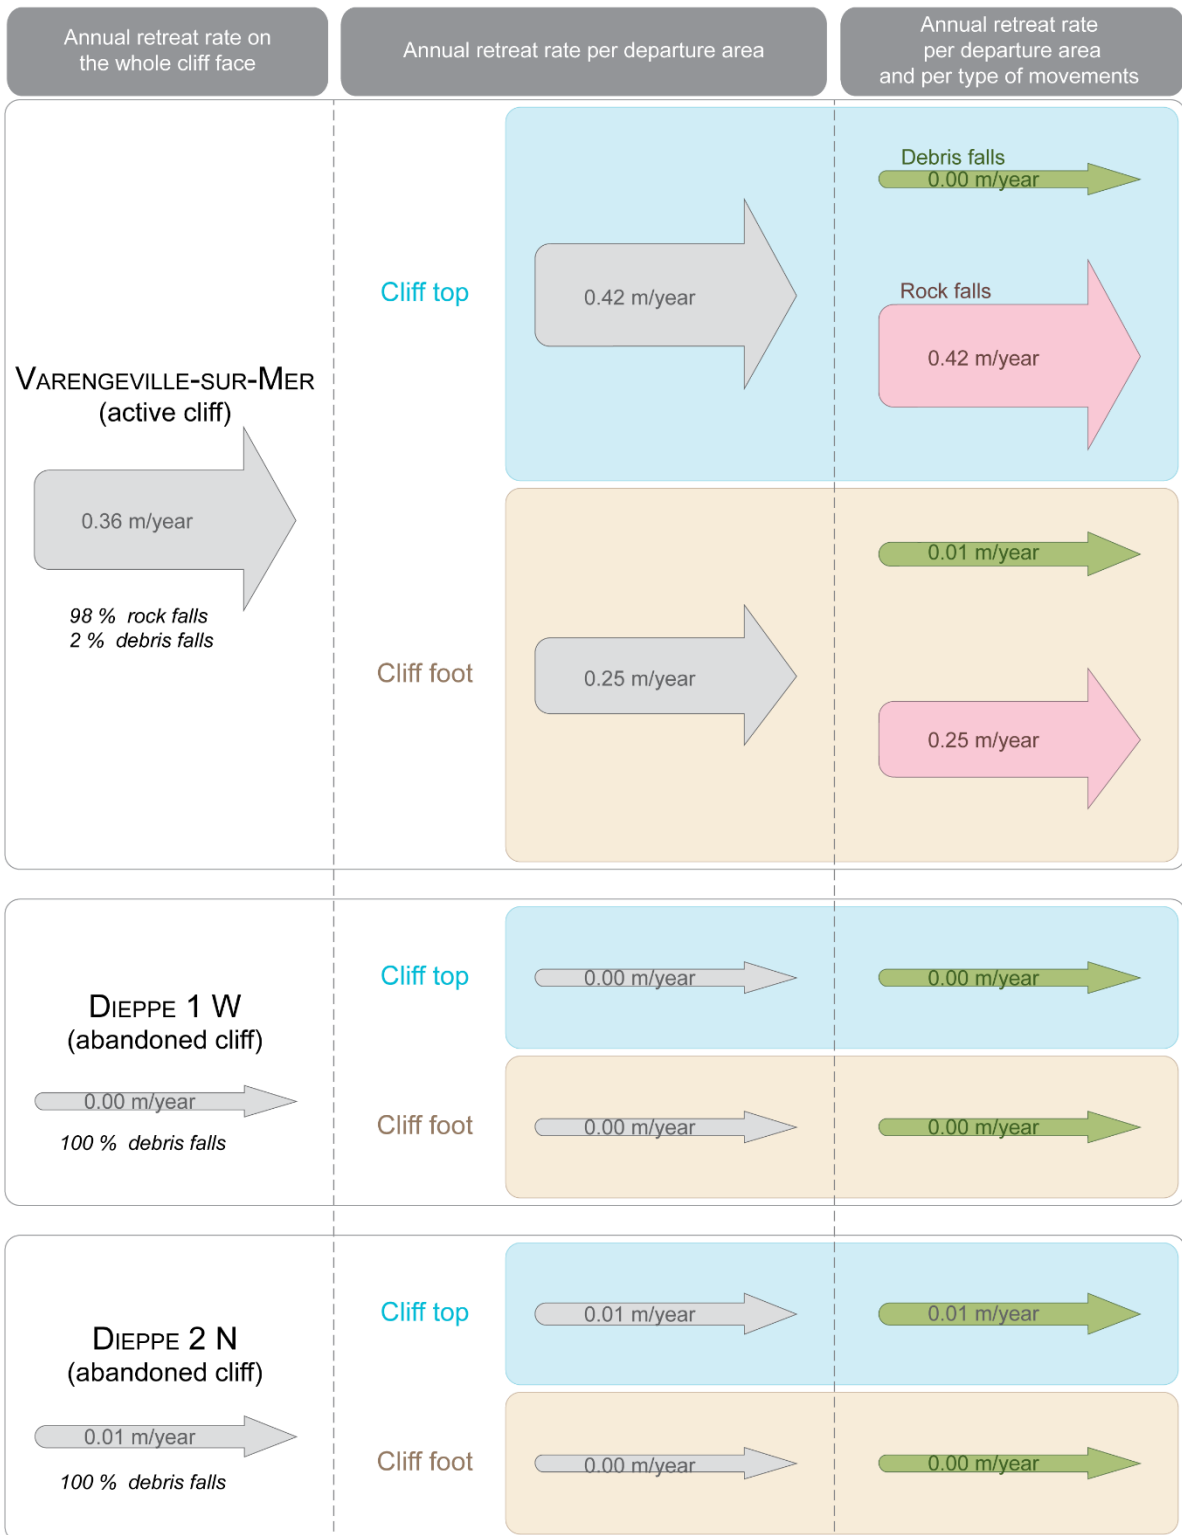 Annual retreat rate on
the whole cliff face
Annual retreat rate per departure area
Annual retreat rate
per departure area
and per type of movements
VARENGEVILLE-SUR-MER
(active cliff)
0.36 m/year
98 % rock falls
2 % debris falls
Cliff top
0.42 m/year
Debris falls
0.00 m/year
Rock falls
0.42 m/year
Cliff foot
0.25 m/year
0.01 m/year
0.25 m/year
DIEPPE 1 W
(abandoned cliff)
0.00 m/year
100 % debris falls
Cliff top
0.00 m/year
0.00 m/year
Cliff foot
0.00 m/year
0.00 m/year
DIEPPE 2 N
(abandoned cliff)
0.01 m/year
100 % debris falls
Cliff top
0.01 m/year
0.01 m/year
Cliff foot
0.00 m/year
0.00 m/year